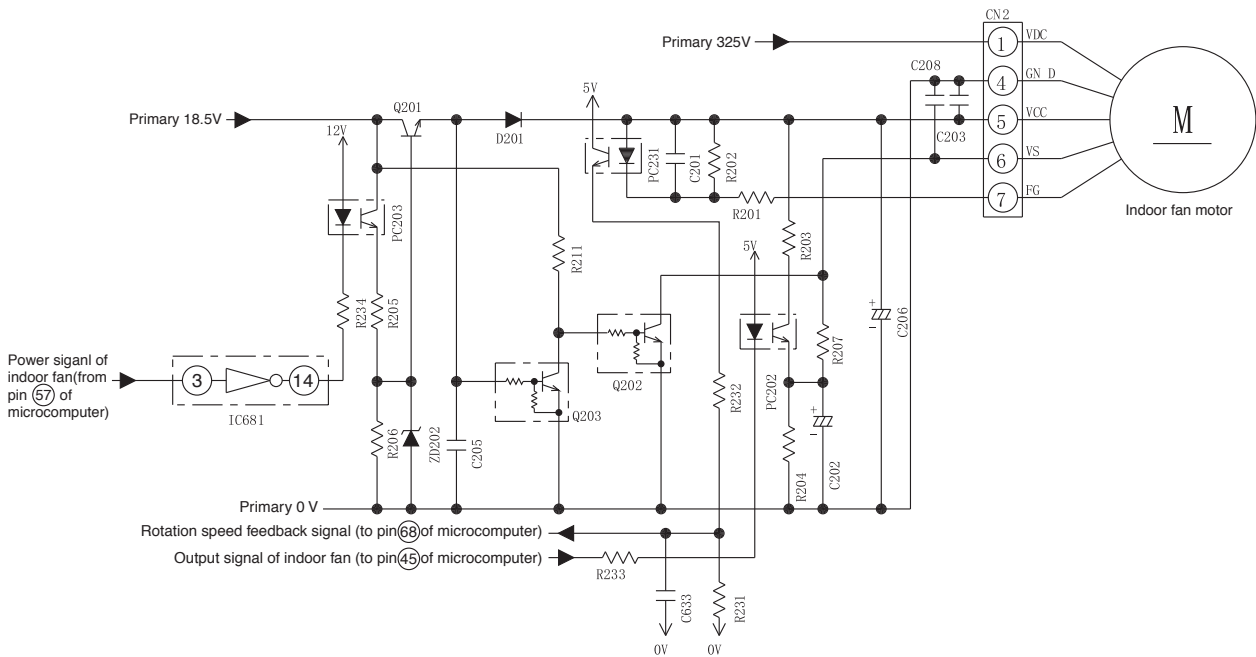 CN2
Primary 325V
1
VDC
C208
4
GN D
5V
Q201
Primary 18.5V
12V
D201
5
VCC
M
C203
PC231
C201
R202
6
VS
7
FG
R201
Indoor fan motor
PC203
R211
R203
5V
R234
R205
C206
+
-
R207
Power siganl of
indoor fan(from
pin 57 of
microcomputer)
3
14
IC681
Q202
PC202
R232
Q203
R206
ZD202
C205
+
-
R204
C202
Primary 0 V
Rotation speed feedback signal (to pin 68 of microcomputer)
Output signal of indoor fan (to pin 45 of microcomputer)
R233
C633
R231
0V
0V